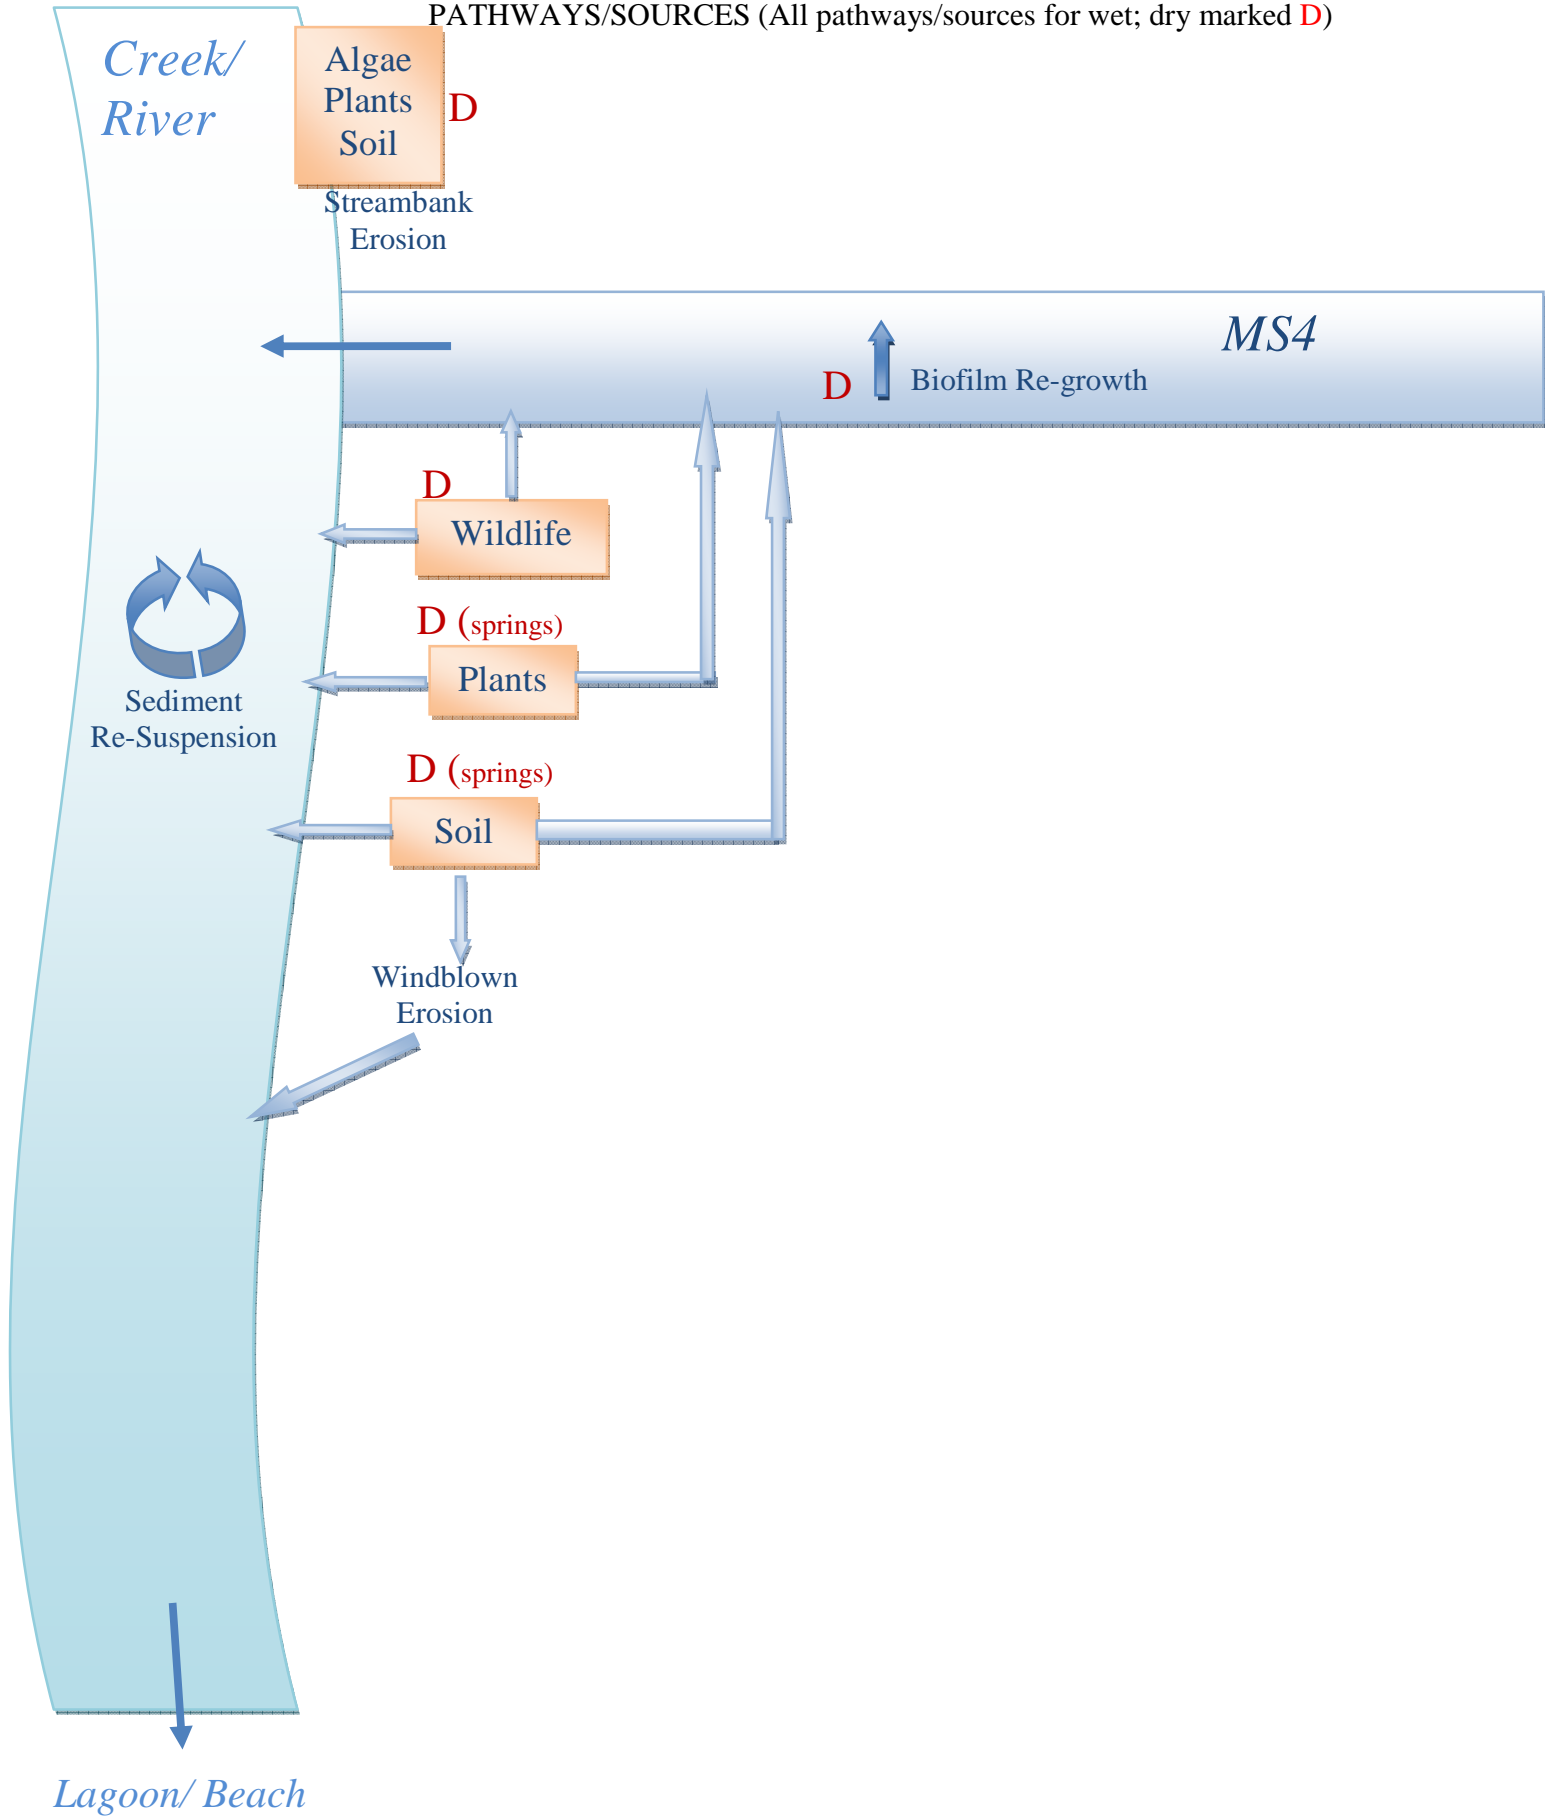 PATHWAYS/SOURCES (All pathways/sources for wet; dry marked D)
Creek/
River
Algae
Plants
Soil
D
Streambank
Erosion
MS4
D
Biofilm Re-growth
D
Wildlife
D (springs)
Plants
Sediment
Re-Suspension
D (springs)
Soil
Windblown
Erosion
Lagoon/ Beach